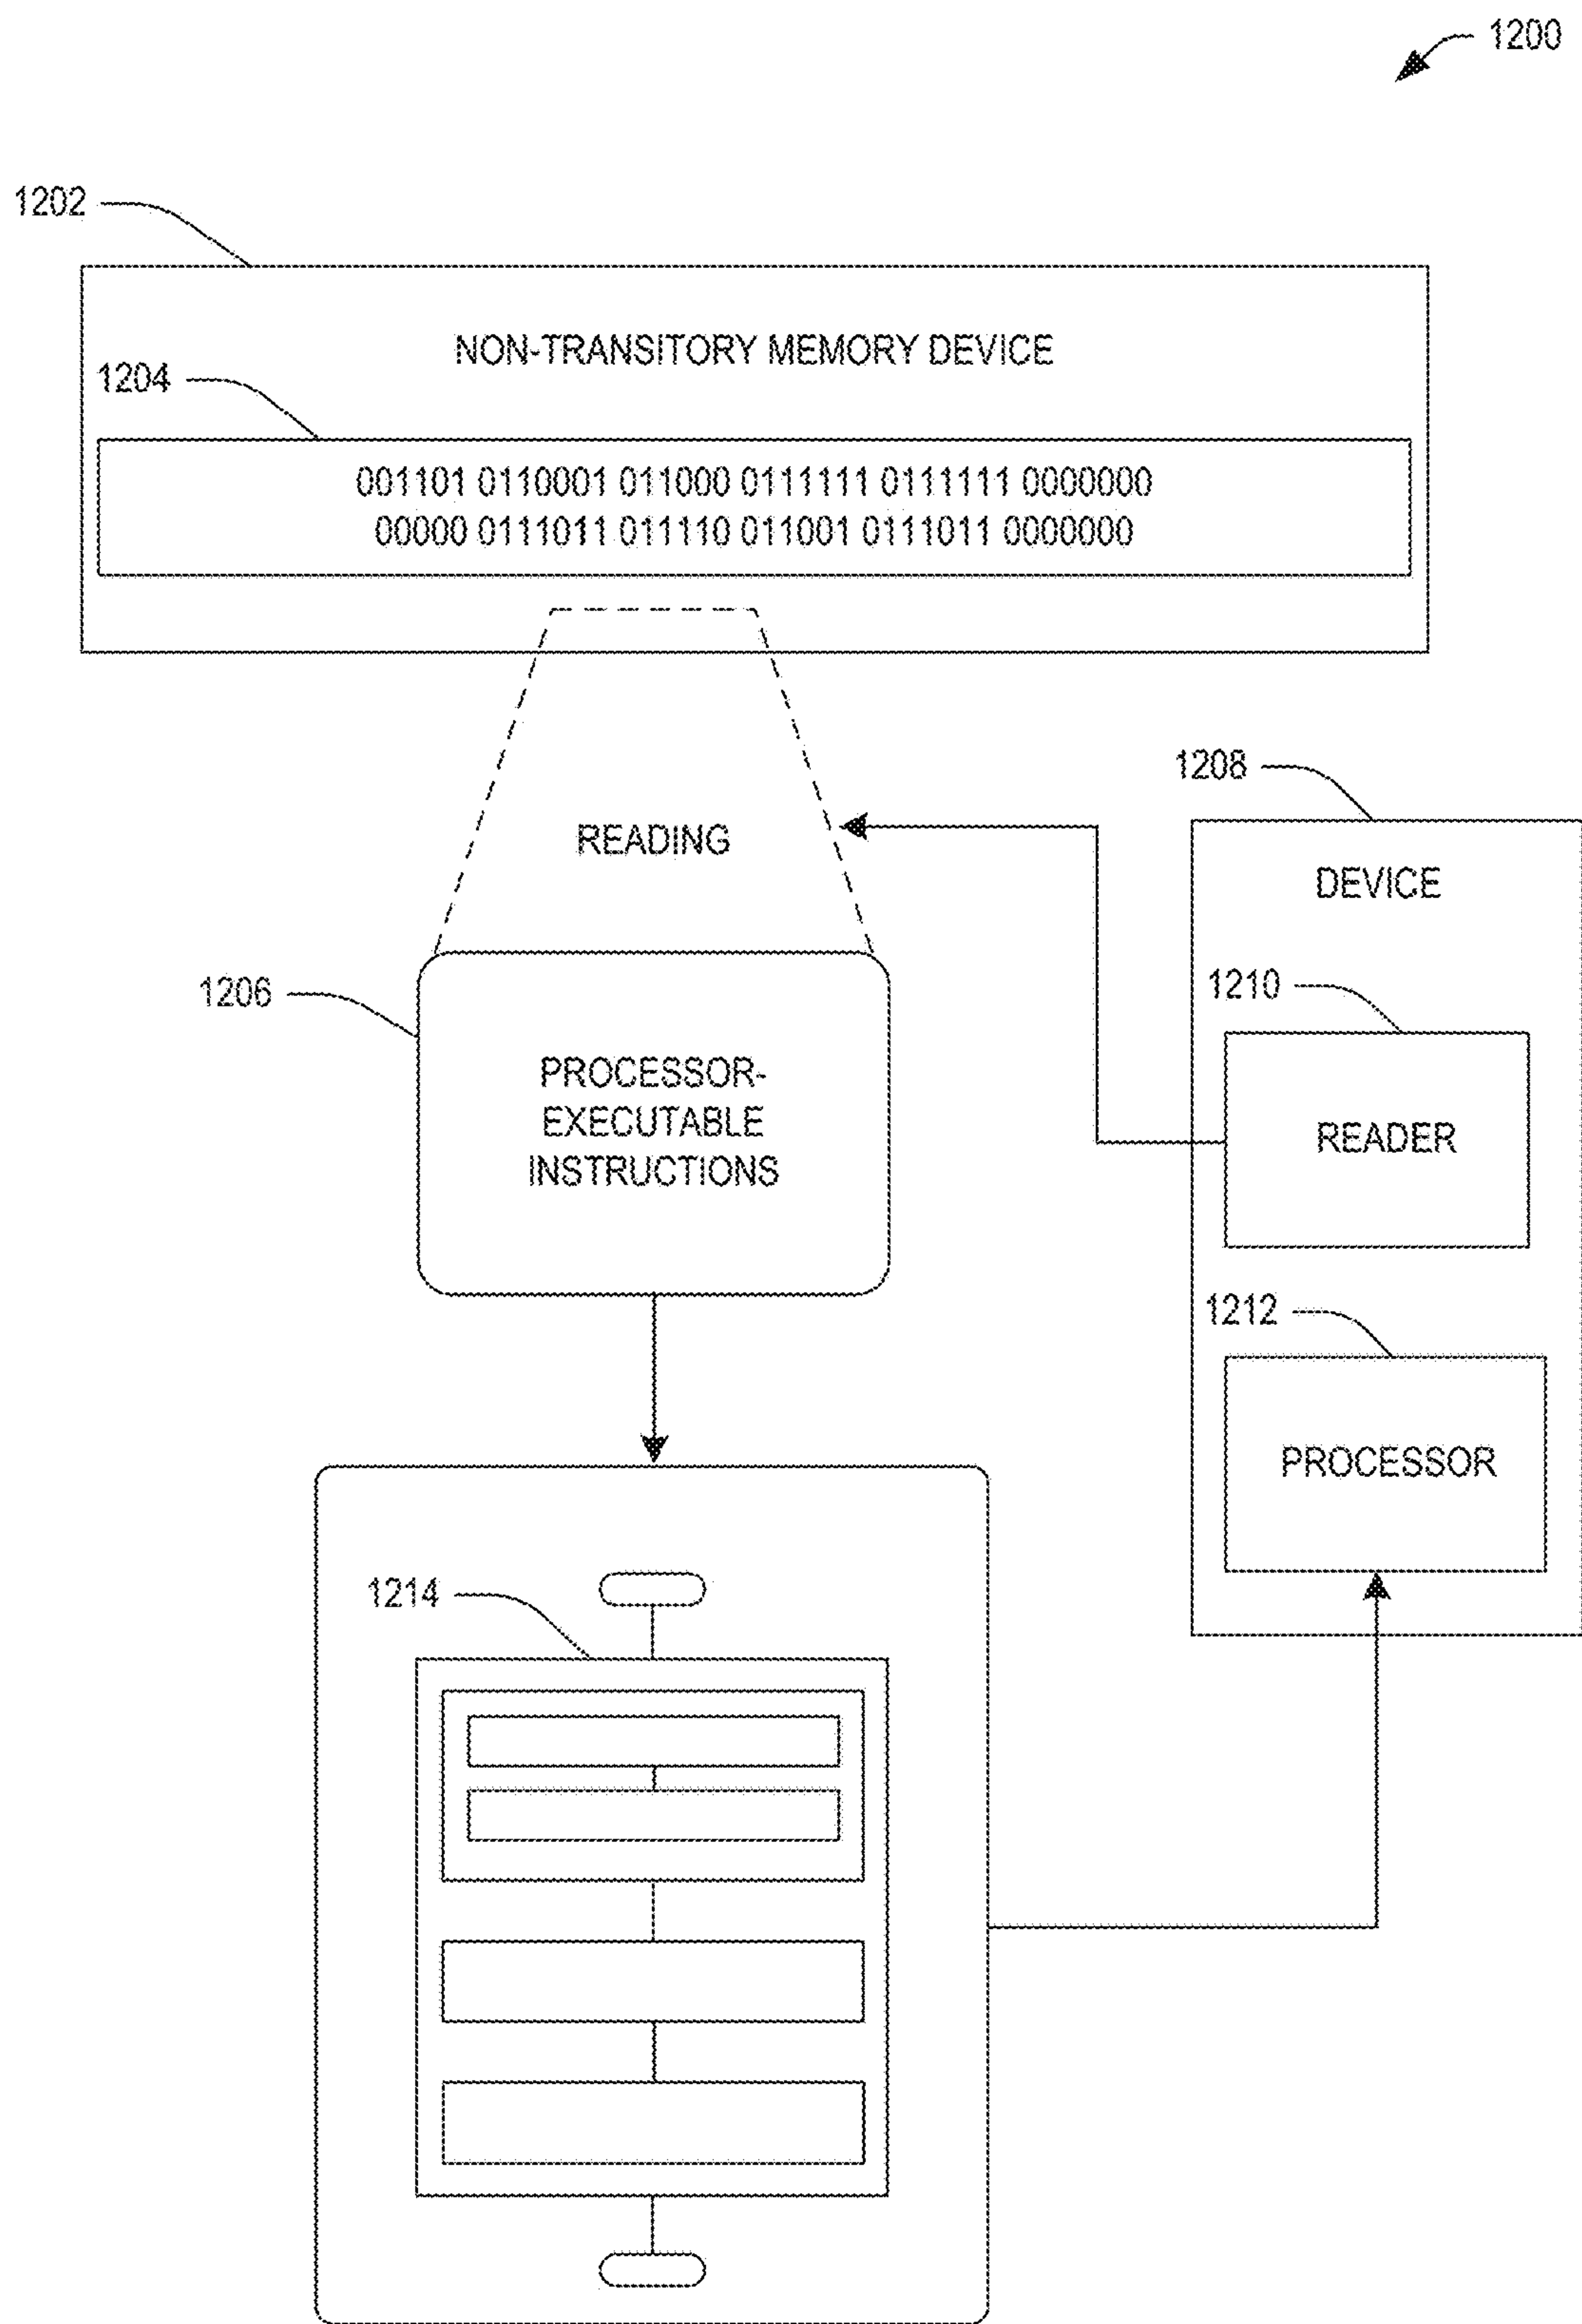 1200
1202
NON-TRANSITORY MEMORY DEVICE
1204
001101 0110001 011000 0111111 0111111 0000000
00000 0111011 011110 011001 0111011 0000000
1208
READING
DEVICE
1206
1210
PROCESSOR-
EXECUTABLE
INSTRUCTIONS
READER
1212
PROCESSOR
1214